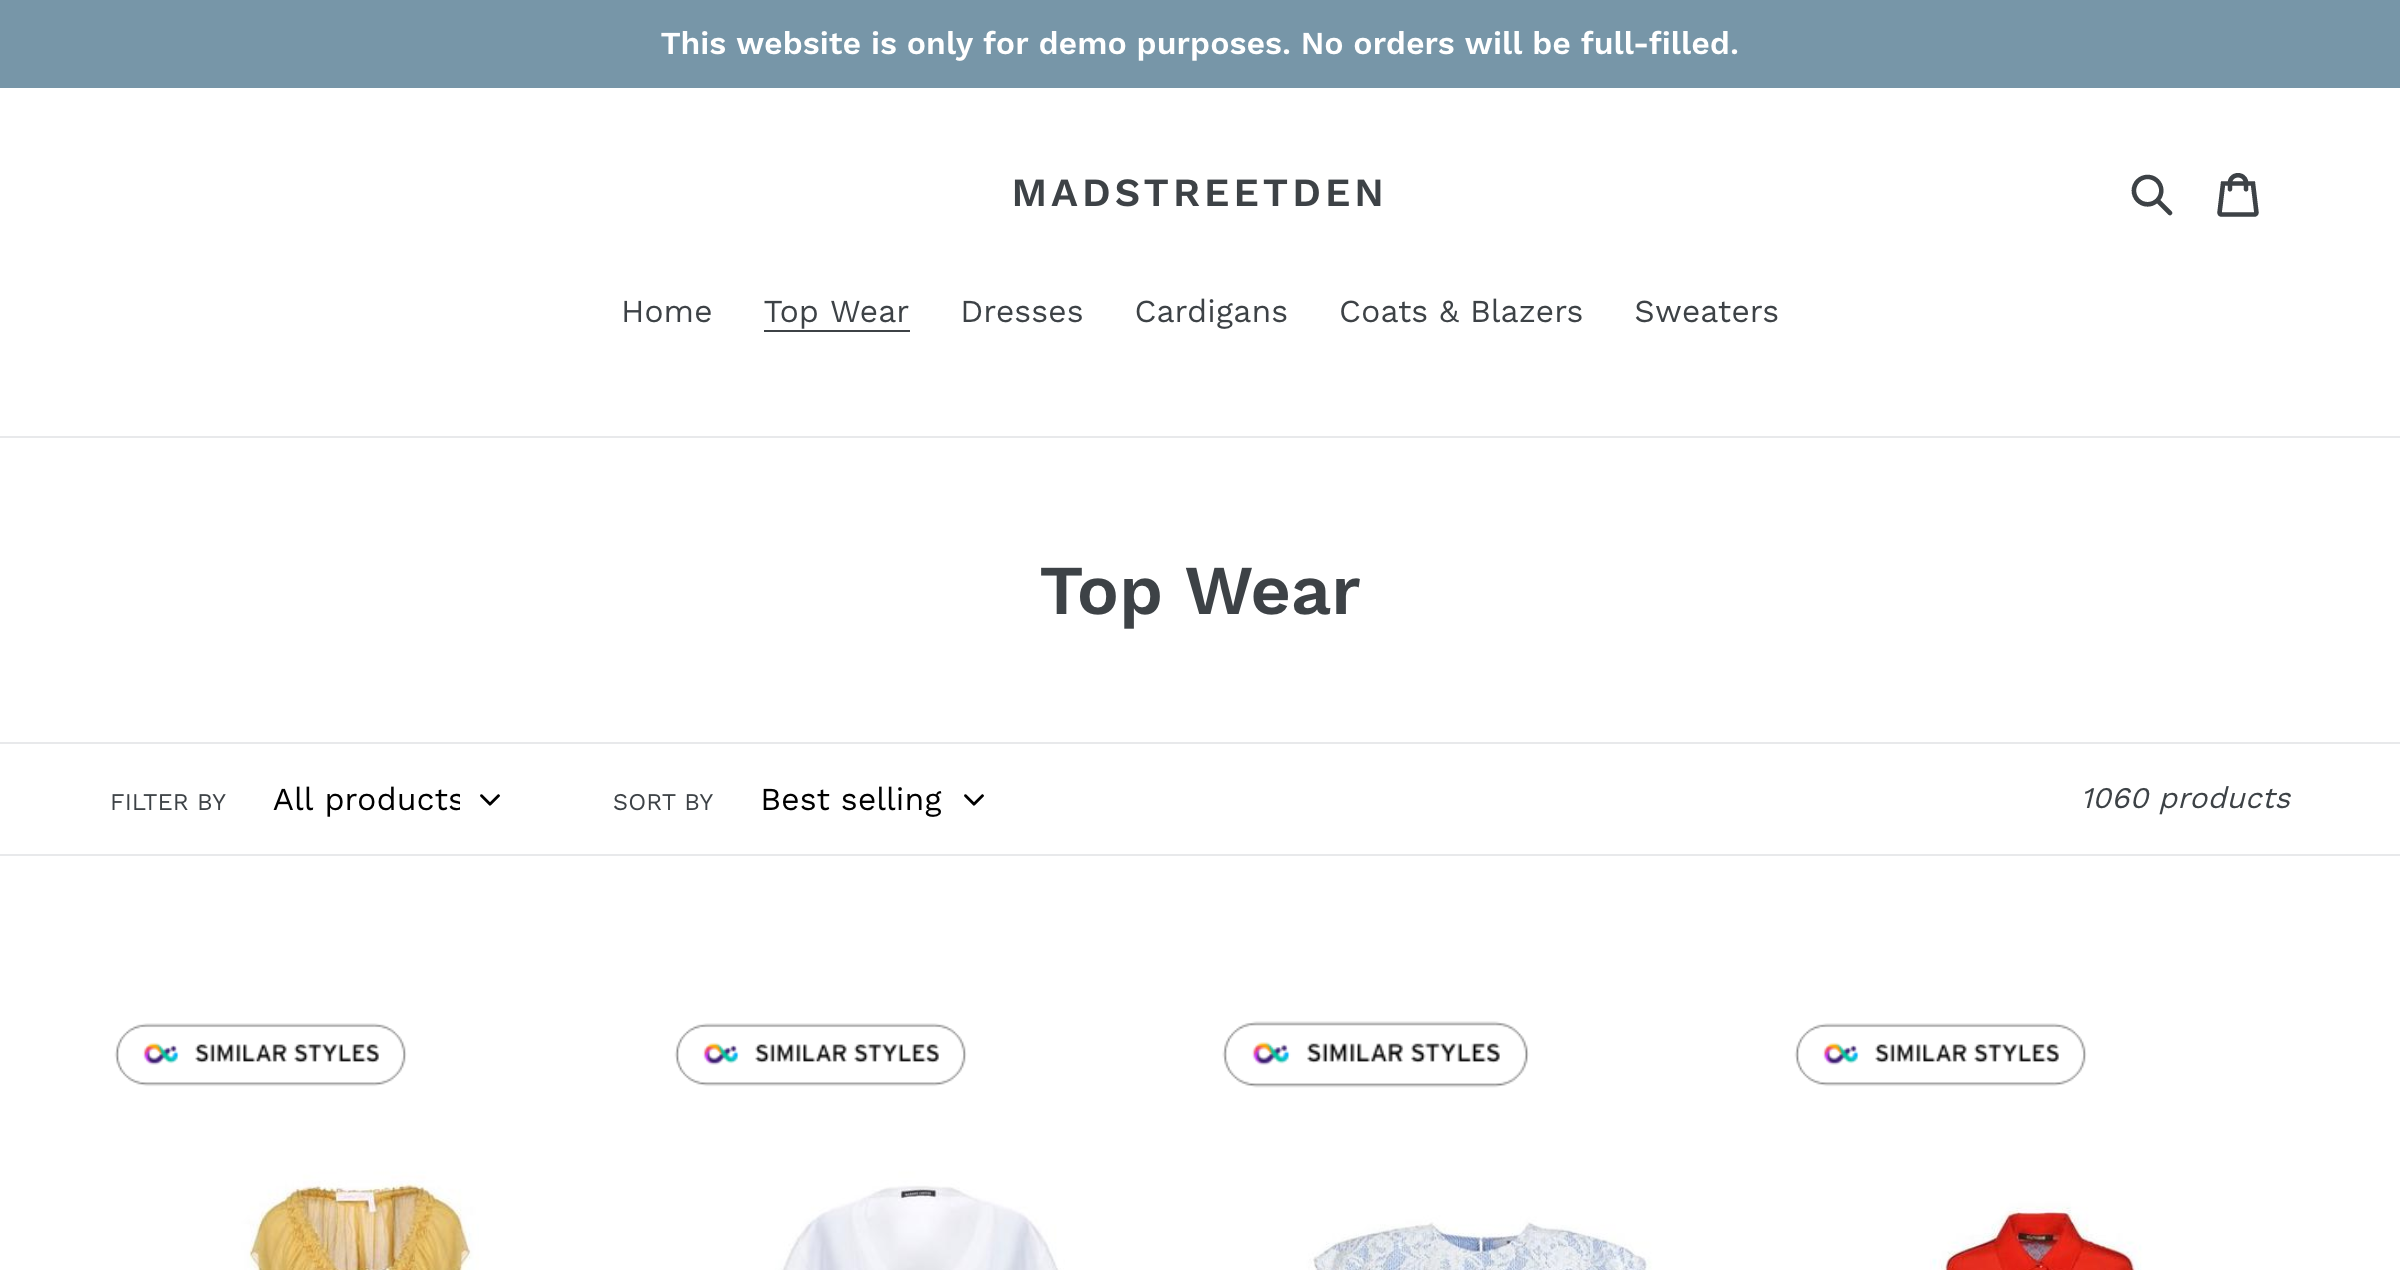 This website is only for demo purposes. No orders will be full-filled.
MADSTREETDEN
Home Top Wear Dresses Cardigans Coats & Blazers Sweaters
Top Wear
FILTER BY All products SORT BY Best selling 1060 products
SIMILAR STYLES SIMILAR STYLES SIMILAR STYLES SIMILAR STYLES